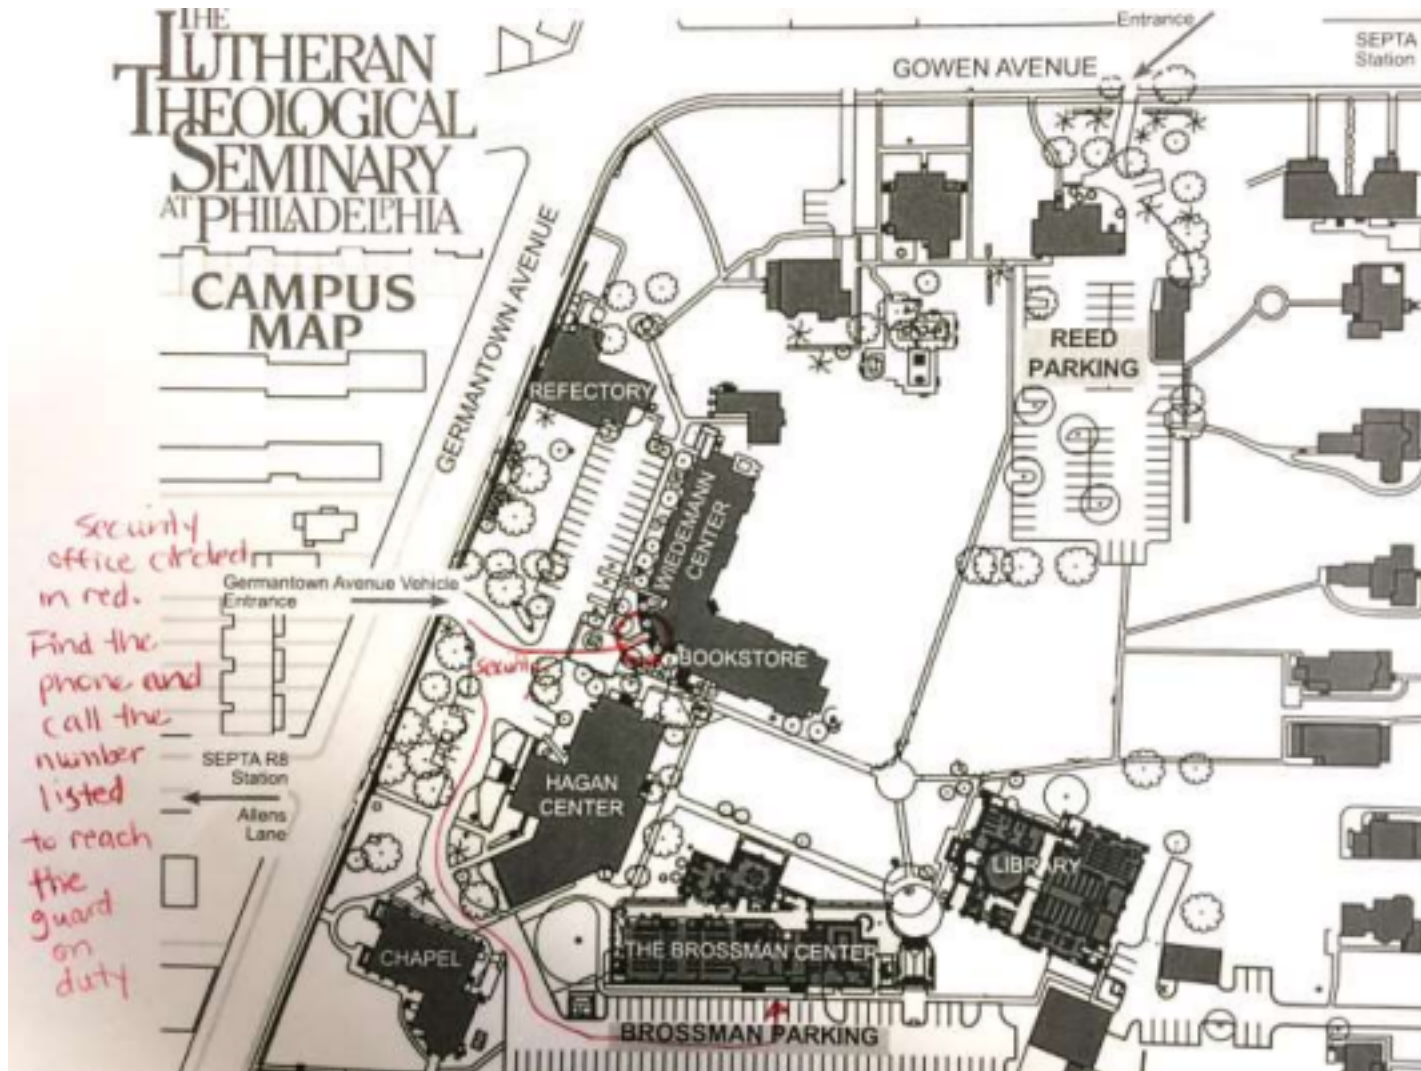 THE
LUTHERAN
THEOLOGICAL
SEMINARY
AT PHILADELPHIA
CAMPUS
MAP
Entrance
SEPTA
Station
GOWEN AVENUE
GERMANTOWN AVENUE
REED
PARKING
REFECTORY
WIEDEMANN
CENTER
security
office circled
in red.
Find the
phone and
call the
number
listed
to reach
the
guard
on
duty
Germantown Avenue Vehicle
Entrance
Security
BOOKSTORE
SEPTA R8
Station
Allens
Lane
HAGAN
CENTER
LIBRARY
CHAPEL
THE BROSSMAN CENTER
BROSSMAN PARKING